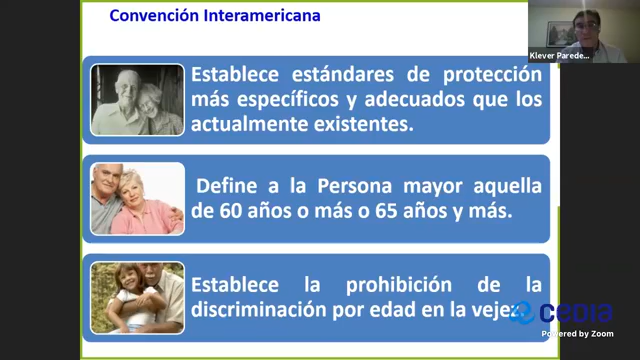 Convención Interamericana
Klever Parede...
Establece estándares de protección
más específicos y adecuados que los
actualmente existentes.
Define a la Persona mayor aquella
de 60 años o más o 65 años y más.
Establece la prohibición de la
discriminación por edad en la vejez.
CEDIA
Powered by Zoom